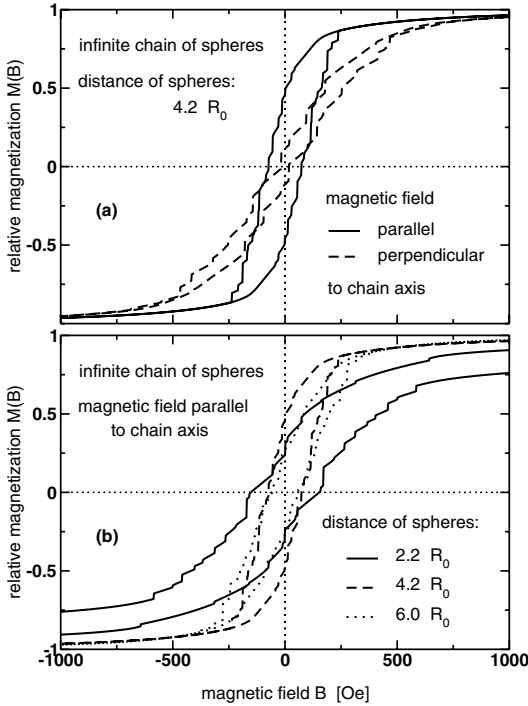 1
0.5
0
-0.5
relative magnetization M(B)
infinite chain of spheres
distance of spheres:
4.2 R0
(a)
magnetic field
parallel
perpendicular
to chain axis
1
0.5
0
-0.5
-1
relative magnetization M(B)
infinite chain of spheres
magnetic field parallel
to chain axis
(b)
distance of spheres:
2.2 R0
4.2 R0
6.0 R0
-1000 -500 0 500 1000
magnetic field B [Oe]